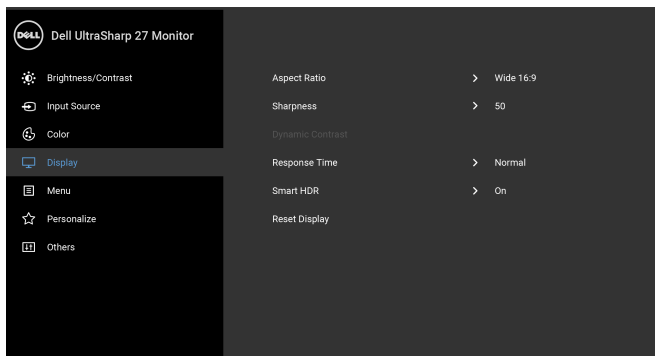 DELL Dell UltraSharp 27 Monitor
Brightness/Contrast
Input Source
Color
Display
Menu
Personalize
Others
Aspect Ratio Wide 16:9
Sharpness 50
Dynamic Contrast
Response Time Normal
Smart HDR On
Reset Display